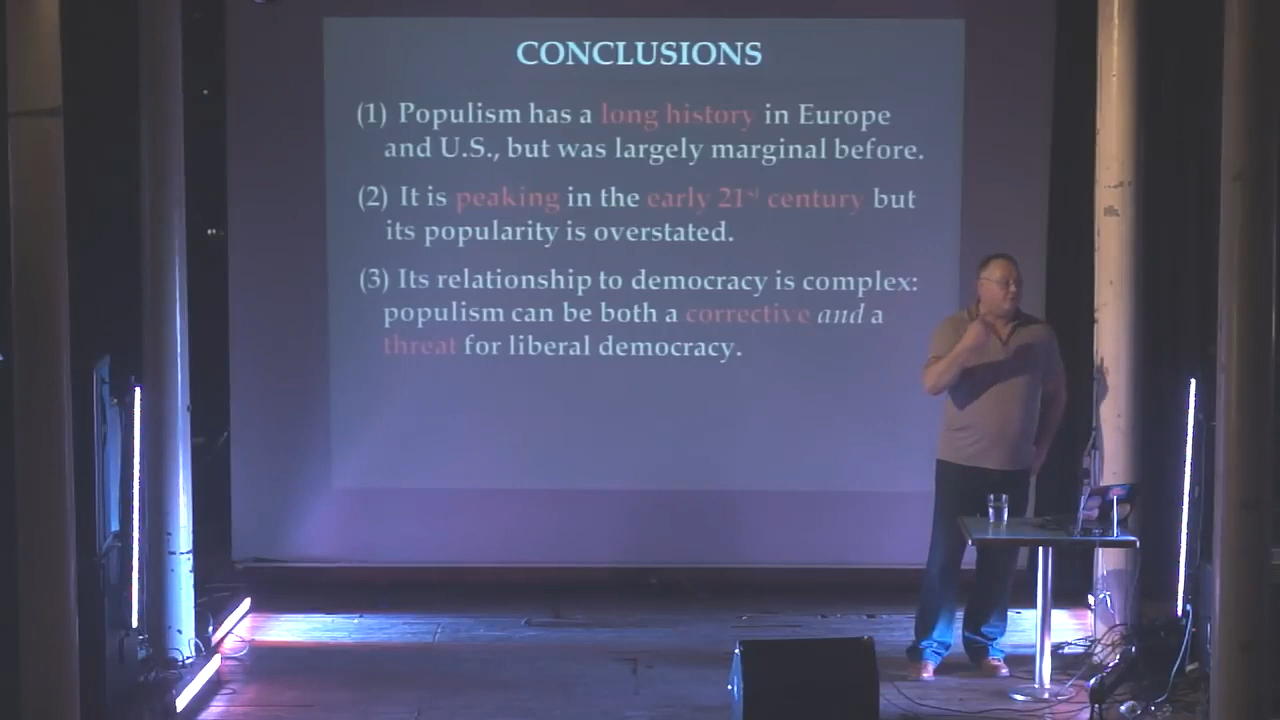 CONCLUSIONS
(1) Populism has a long history in Europe
and U.S., but was largely marginal before.
(2) It is peaking in the early 21st century but
its popularity is overstated.
(3) Its relationship to democracy is complex:
populism can be both a corrective and a
threat for liberal democracy.